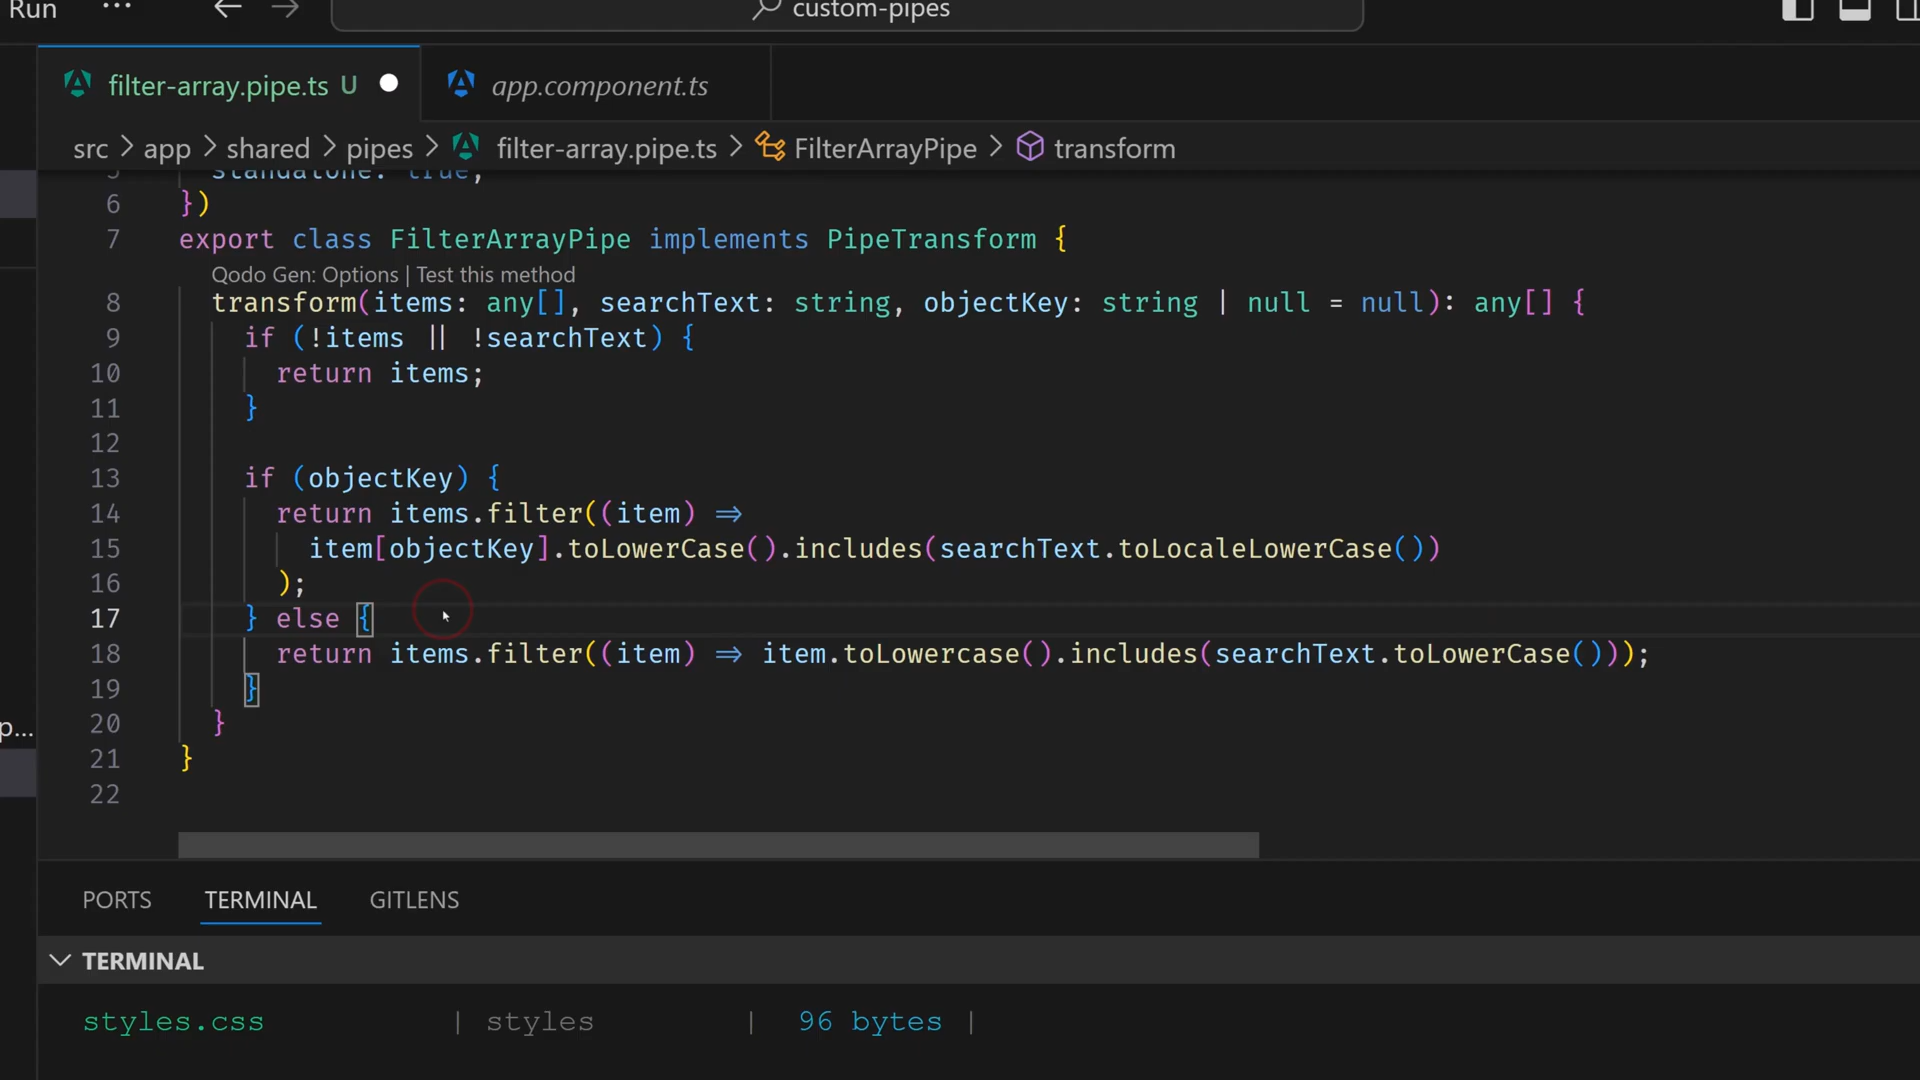 Run ... custom-pipes
filter-array.pipe.ts U app.component.ts
src > app > shared > pipes > filter-array.pipe.ts > FilterArrayPipe > transform
5 standalone: true,
6 })
7 export class FilterArrayPipe implements PipeTransform {
Qodo Gen: Options | Test this method
8 transform(items: any[], searchText: string, objectKey: string | null = null): any[] {
9 if (!items || !searchText) {
10 return items;
11 }
12
13 if (objectKey) {
14 return items.filter((item) =>
15 item[objectKey].toLowerCase().includes(searchText.toLocaleLowerCase())
16 );
17 } else {
18 return items.filter((item) => item.toLowercase().includes(searchText.toLowerCase()));
19 }
20 }
21 }
22
p...
PORTS TERMINAL GITLENS
TERMINAL
styles.css | styles | 96 bytes |